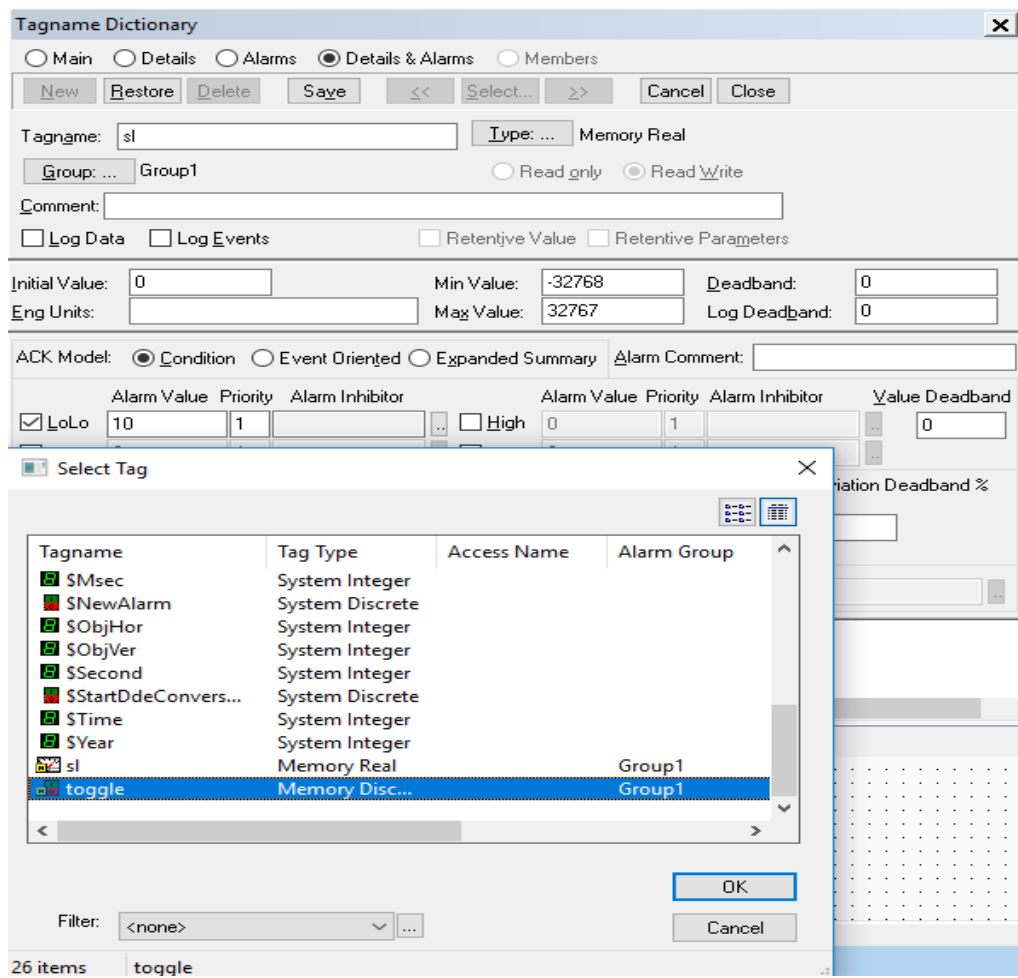 Tagname Dictionary
Main Details Alarms Details & Alarms Members
New Restore Delete Save << Select... >> Cancel Close
Tagname: sl Type: ... Memory Real
Group: ... Group1 Read only Read Write
Comment:
Log Data Log Events Retentive Value Retentive Parameters
Initial Value: 0 Min Value: -32768 Deadband: 0
Eng Units: Max Value: 32767 Log Deadband: 0
ACK Model: Condition Event Oriented Expanded Summary Alarm Comment:
Alarm Value Priority Alarm Inhibitor Alarm Value Priority Alarm Inhibitor Value Deadband
LoLo 10 1 .. High 0 1 .. 0
..
Select Tag
iation Deadband %
Tagname Tag Type Access Name Alarm Group
$Msec System Integer
$NewAlarm System Discrete
$ObjHor System Integer
$ObjVer System Integer
$Second System Integer
$StartDdeConvers... System Discrete
$Time System Integer
$Year System Integer
sl Memory Real Group1
toggle Memory Disc... Group1
OK
Filter: <none> ... Cancel
26 items toggle